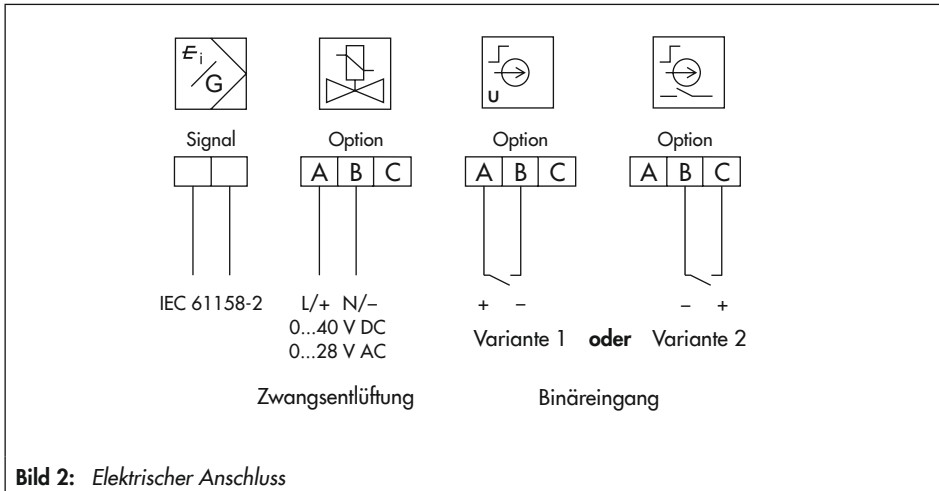 E i / G
U
Signal Option Option Option
A B C A B C A B C
IEC 61158-2 L/+ N/– + – – +
0...40 V DC
0...28 V AC
Variante 1 oder Variante 2
Zwangsentlüftung Binäreingang
Bild 2: Elektrischer Anschluss